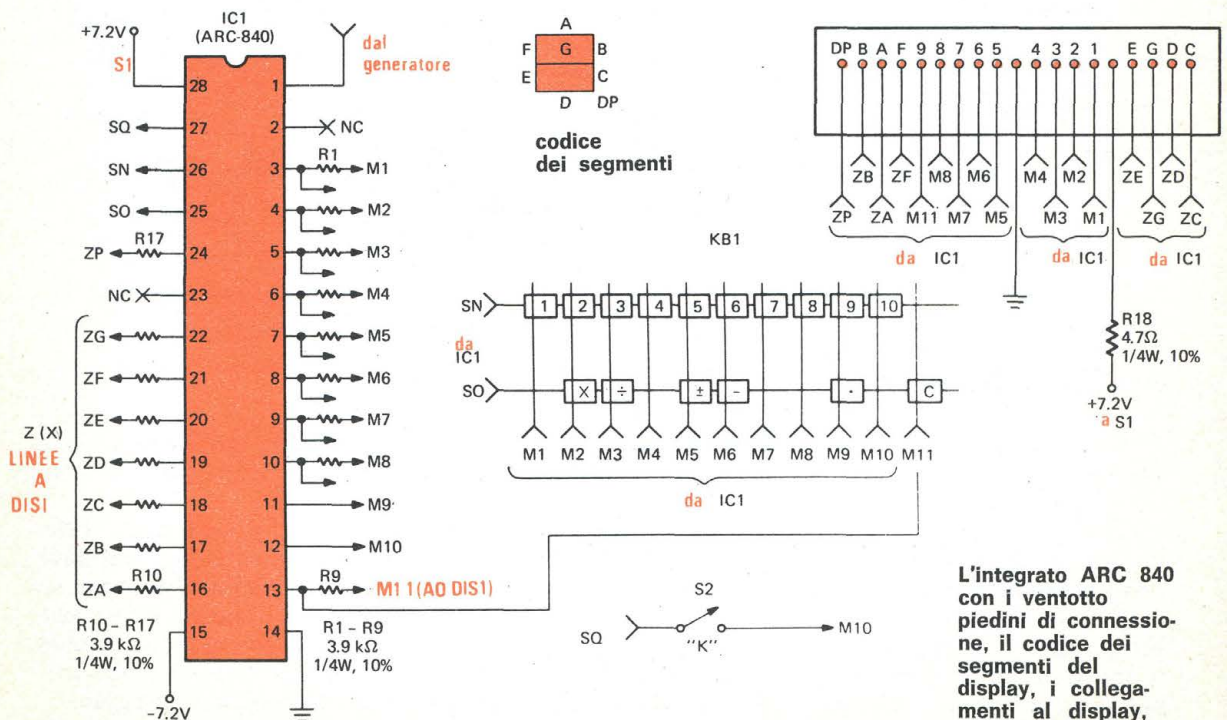 IC1
(ARC-840)
+7.2V
S1
dal
generatore
28
1
SQ
27
2
NC
SN
26
3
R1
M1
SO
25
4
M2
ZP
R17
24
5
M3
NC
23
6
M4
ZG
22
7
M5
ZF
21
8
M6
ZE
20
9
M7
Z (X)
LINEE
A
DIS1
ZD
19
10
M8
ZC
18
11
M9
ZB
17
12
M10
ZA
R10
16
13
R9
M11 (AO DIS1)
R10 – R17
3.9 kΩ
1/4W, 10%
15
14
R1 – R9
3.9 kΩ
1/4W, 10%
-7.2V
A
F G B
E C
D DP
codice
dei segmenti
DP B A F 9 8 7 6 5 4 3 2 1 E G D C
ZB ZF M8 M6 M4 M2 ZE ZD
ZP ZA M11 M7 M5 M3 M1 ZG ZC
da IC1
da IC1
da IC1
R18
4.7Ω
1/4W, 10%
+7.2V
a S1
KB1
SN
1 2 3 4 5 6 7 8 9 10
da
IC1
SO
X ÷ ± − · C
M1 M2 M3 M4 M5 M6 M7 M8 M9 M10 M11
da IC1
S2
SQ
"K"
M10
L'integrato ARC 840
con i ventotto
piedini di connessio-
ne, il codice dei
segmenti del
display, i collega-
menti al display,